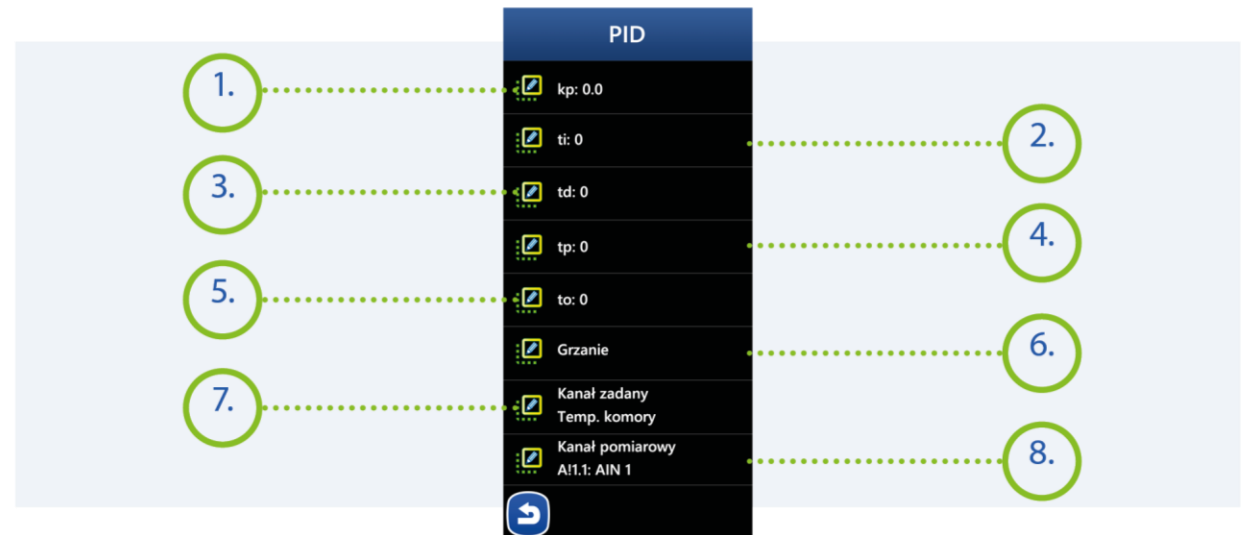 PID
1.
kp: 0.0
ti: 0
2.
3.
td: 0
tp: 0
4.
5.
to: 0
Grzanie
6.
7.
Kanał zadany
Temp. komory
Kanał pomiarowy
A!1.1: AIN 1
8.